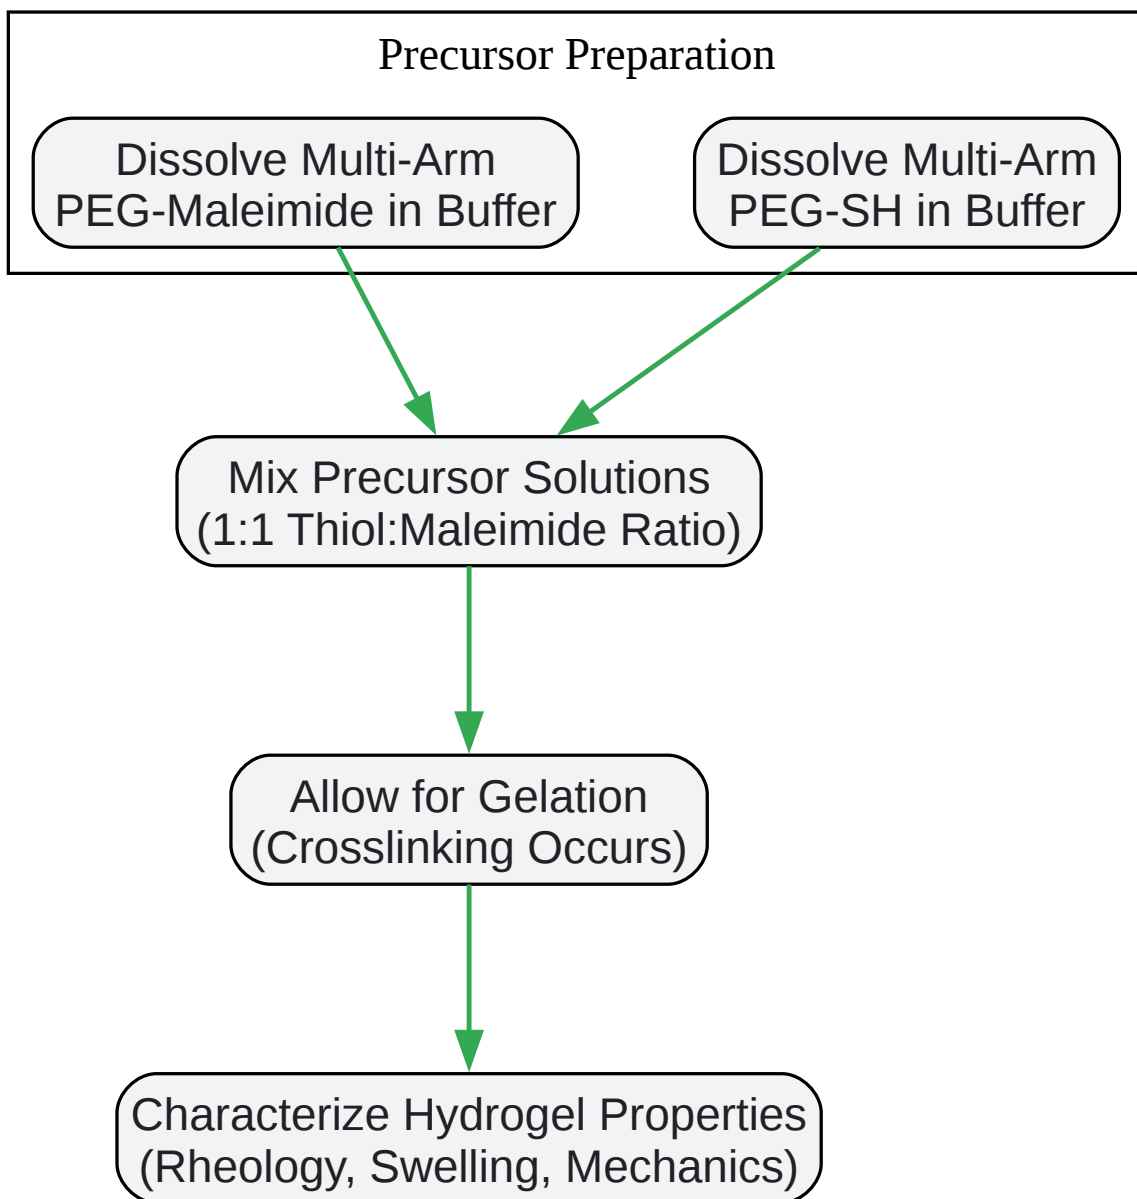 Precursor Preparation
Dissolve Multi-Arm
PEG-Maleimide in Buffer
Dissolve Multi-Arm
PEG-SH in Buffer
Mix Precursor Solutions
(1:1 Thiol:Maleimide Ratio)
Allow for Gelation
(Crosslinking Occurs)
Characterize Hydrogel Properties
(Rheology, Swelling, Mechanics)